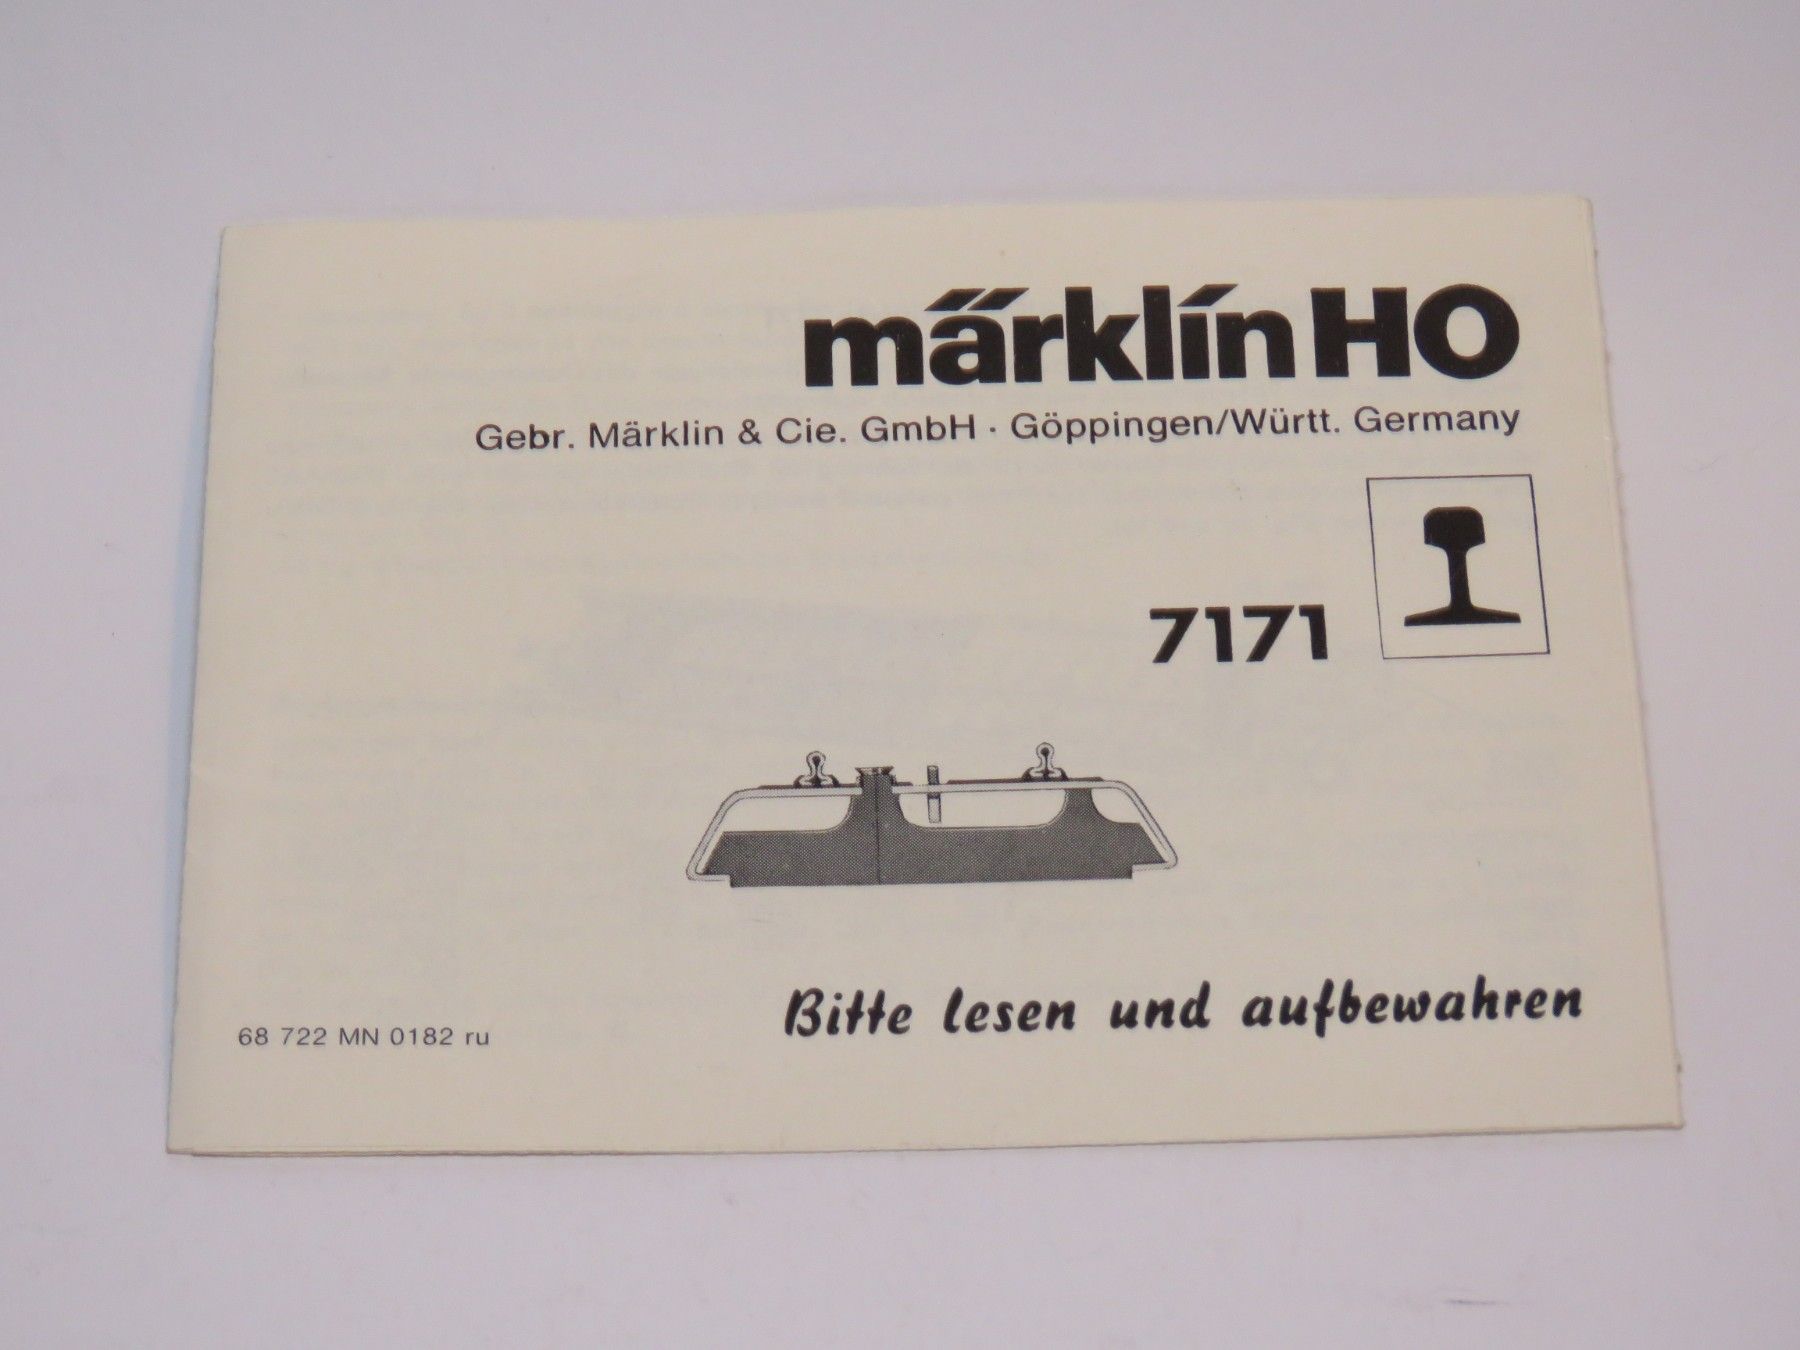 märklin HO
Gebr. Märklin & Cie. GmbH · Göppingen/Württ. Germany
7171
Bitte lesen und aufbewahren
68 722 MN 0182 ru